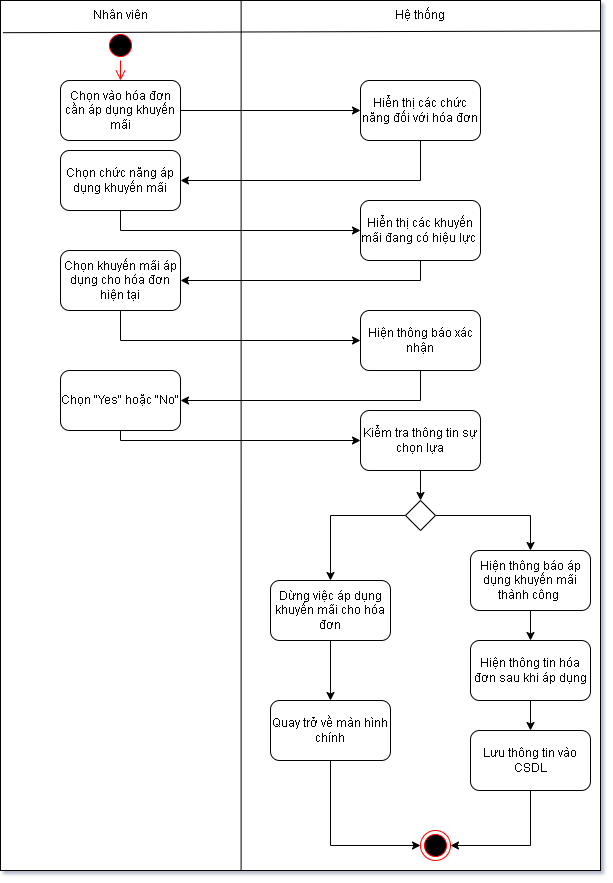 Nhân viên
Hệ thống
Chọn vào hóa đơn
cần áp dụng khuyến
mãi
Hiển thị các chức
năng đối với hóa đơn
Chọn chức năng áp
dụng khuyến mãi
Hiển thị các khuyến
mãi đang có hiệu lực
Chọn khuyến mãi áp
dụng cho hóa đơn
hiện tại
Hiện thông báo xác
nhận
Chọn "Yes" hoặc "No"
Kiểm tra thông tin sự
chọn lựa
Dừng việc áp dụng
khuyến mãi cho hóa
đơn
Hiện thông báo áp
dụng khuyến mãi
thành công
Hiện thông tin hóa
đơn sau khi áp dụng
Quay trở về màn hình
chính
Lưu thông tin vào
CSDL